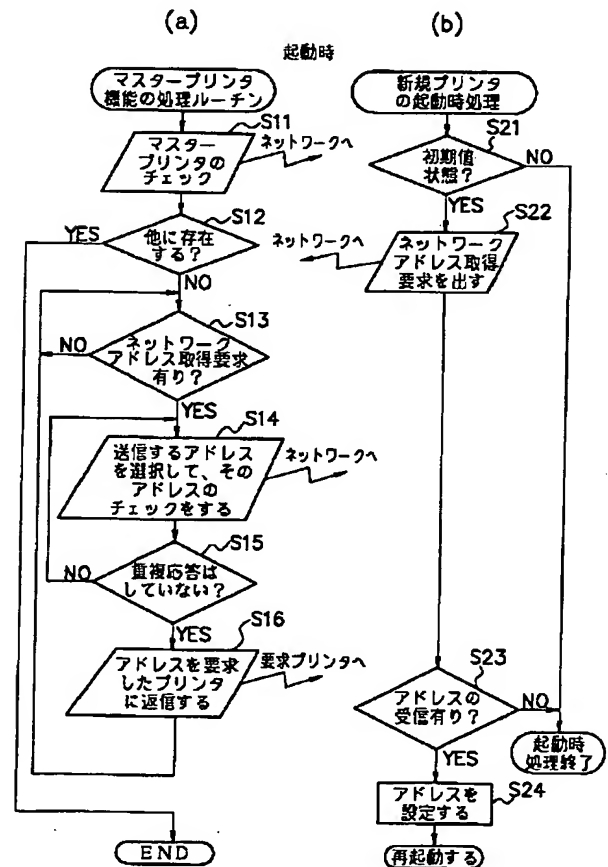 (a)
(b)
起動時
マスタープリンタ
機能の処理ルーチン
S11
マスター
プリンタの
チェック
ネットワークへ
S12
他に存在
する？
YES
NO
S13
ネットワーク
アドレス取得要求
有り？
NO
YES
S14
送信するアドレス
を選択して、その
アドレスの
チェックをする
ネットワークへ
S15
重複応答は
していない？
NO
YES
S16
アドレスを要求
したプリンタ
に返信する
要求プリンタへ
END
新規プリンタ
の起動時処理
S21
初期値
状態？
NO
YES
S22
ネットワーク
アドレス取得
要求を出す
ネットワークへ
S23
アドレスの
受信有り？
NO
YES
起動時
処理終了
S24
アドレスを
設定する
再起動する